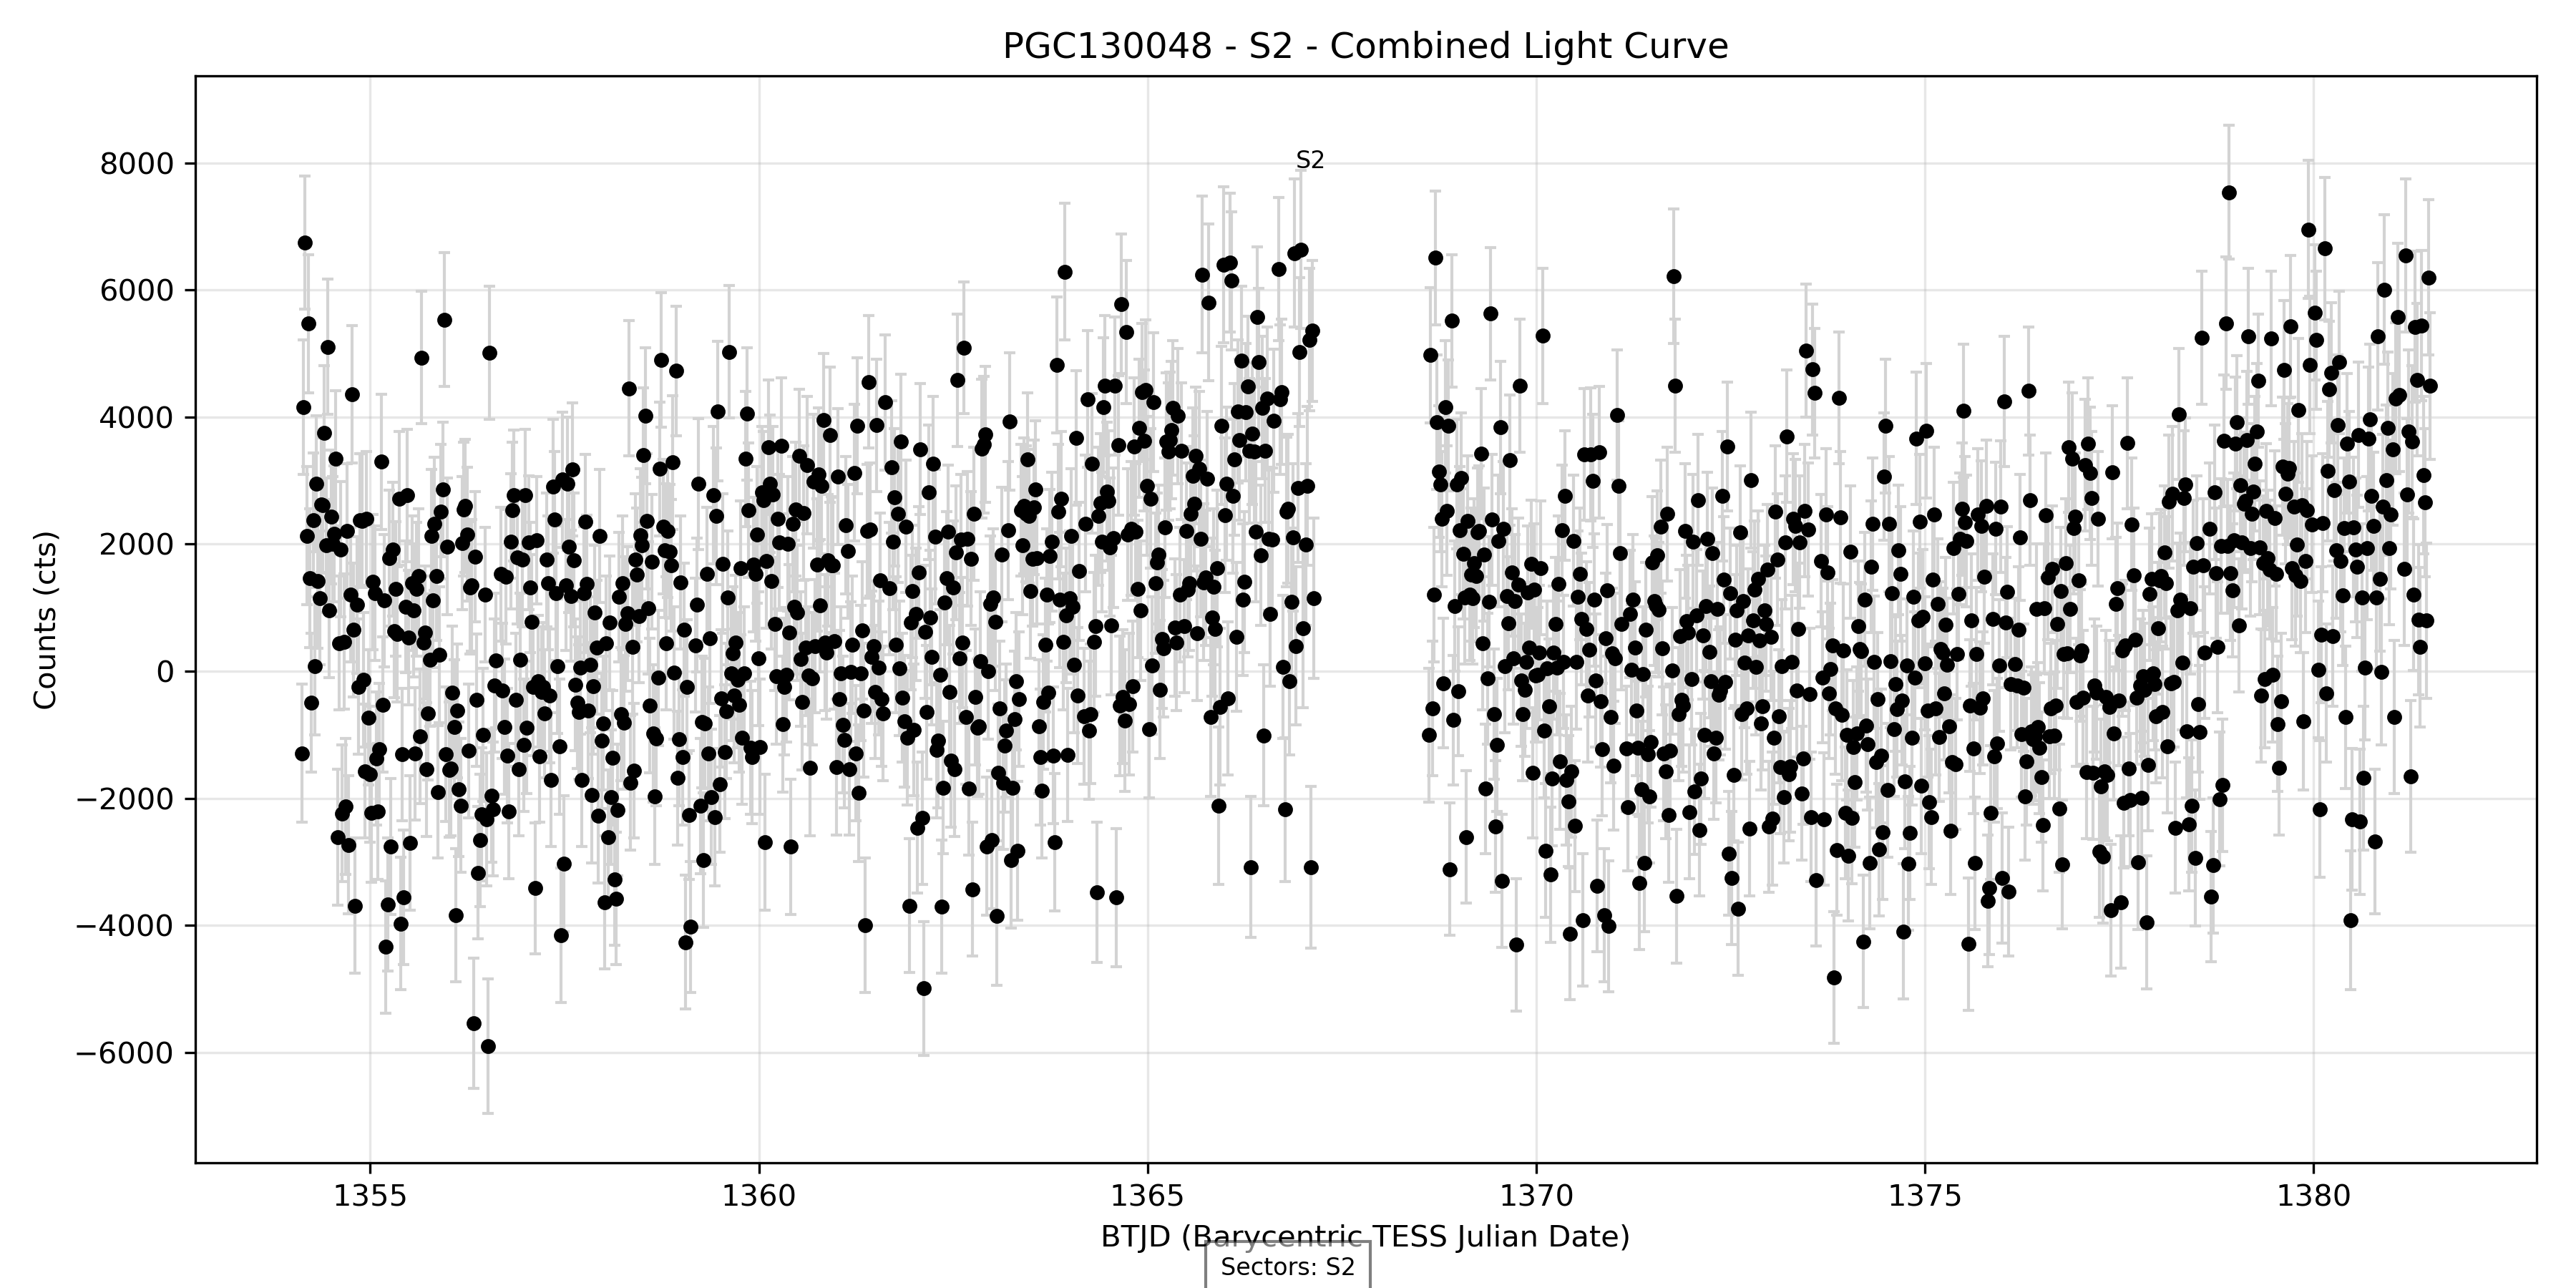 PGC130048 - S2 - Combined Light Curve
S2
8000
6000
4000
2000
0
−2000
−4000
−6000
Counts (cts)
1355 1360 1365 1370 1375 1380
BTJD (Barycentric TESS Julian Date)
Sectors: S2